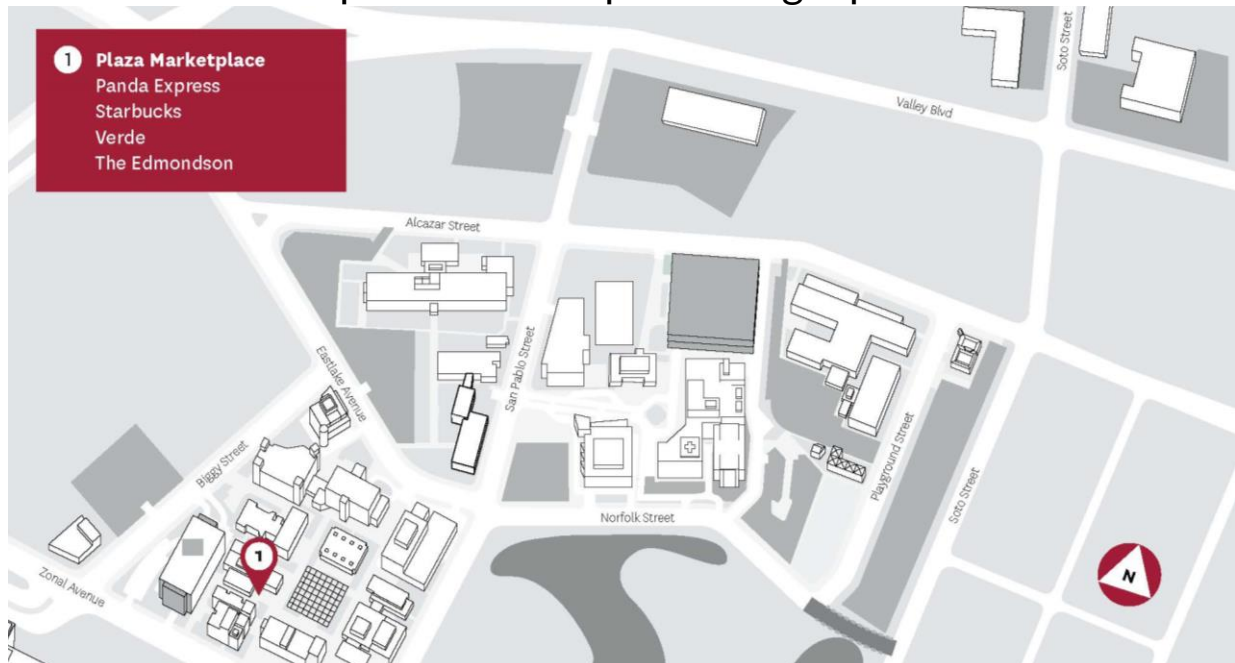 1 Plaza Marketplace
Panda Express
Starbucks
Verde
The Edmondson
Soto Street
Valley Blvd
Alcazar Street
San Pablo Street
Eastlake Avenue
Biggy Street
Playground Street
Soto Street
Norfolk Street
1
Zonal Avenue
N